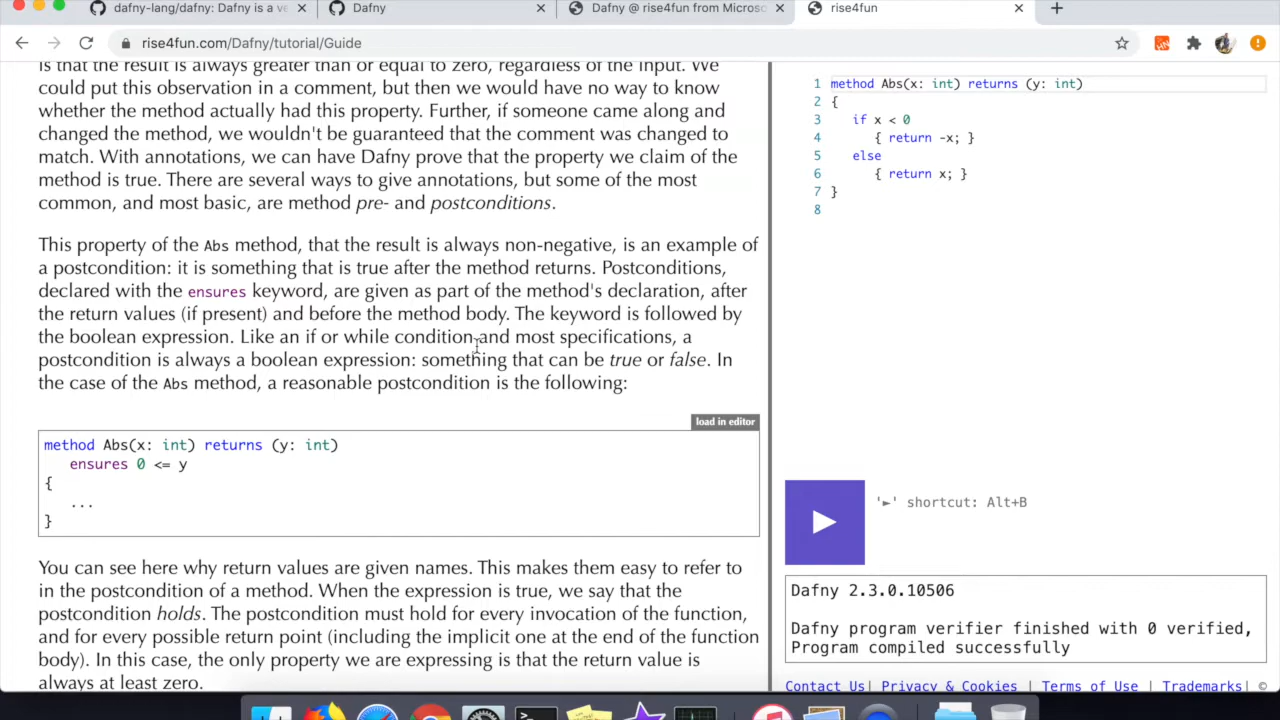 dafny-lang/dafny: Dafny is a ve
Dafny
Dafny @ rise4fun from Microso
rise4fun
rise4fun.com/Dafny/tutorial/Guide
is that the result is always greater than or equal to zero, regardless of the input. We
could put this observation in a comment, but then we would have no way to know
whether the method actually had this property. Further, if someone came along and
changed the method, we wouldn't be guaranteed that the comment was changed to
match. With annotations, we can have Dafny prove that the property we claim of the
method is true. There are several ways to give annotations, but some of the most
common, and most basic, are method pre- and postconditions.
This property of the Abs method, that the result is always non-negative, is an example of
a postcondition: it is something that is true after the method returns. Postconditions,
declared with the ensures keyword, are given as part of the method's declaration, after
the return values (if present) and before the method body. The keyword is followed by
the boolean expression. Like an if or while condition and most specifications, a
postcondition is always a boolean expression: something that can be true or false. In
the case of the Abs method, a reasonable postcondition is the following:
load in editor
method Abs(x: int) returns (y: int)
ensures 0 <= y
{
...
}
You can see here why return values are given names. This makes them easy to refer to
in the postcondition of a method. When the expression is true, we say that the
postcondition holds. The postcondition must hold for every invocation of the function,
and for every possible return point (including the implicit one at the end of the function
body). In this case, the only property we are expressing is that the return value is
always at least zero.
1 method Abs(x: int) returns (y: int)
2 {
3 if x < 0
4 { return -x; }
5 else
6 { return x; }
7 }
8
'►' shortcut: Alt+B
Dafny 2.3.0.10506
Dafny program verifier finished with 0 verified,
Program compiled successfully
Contact Us| Privacy & Cookies | Terms of Use | Trademarks| ©